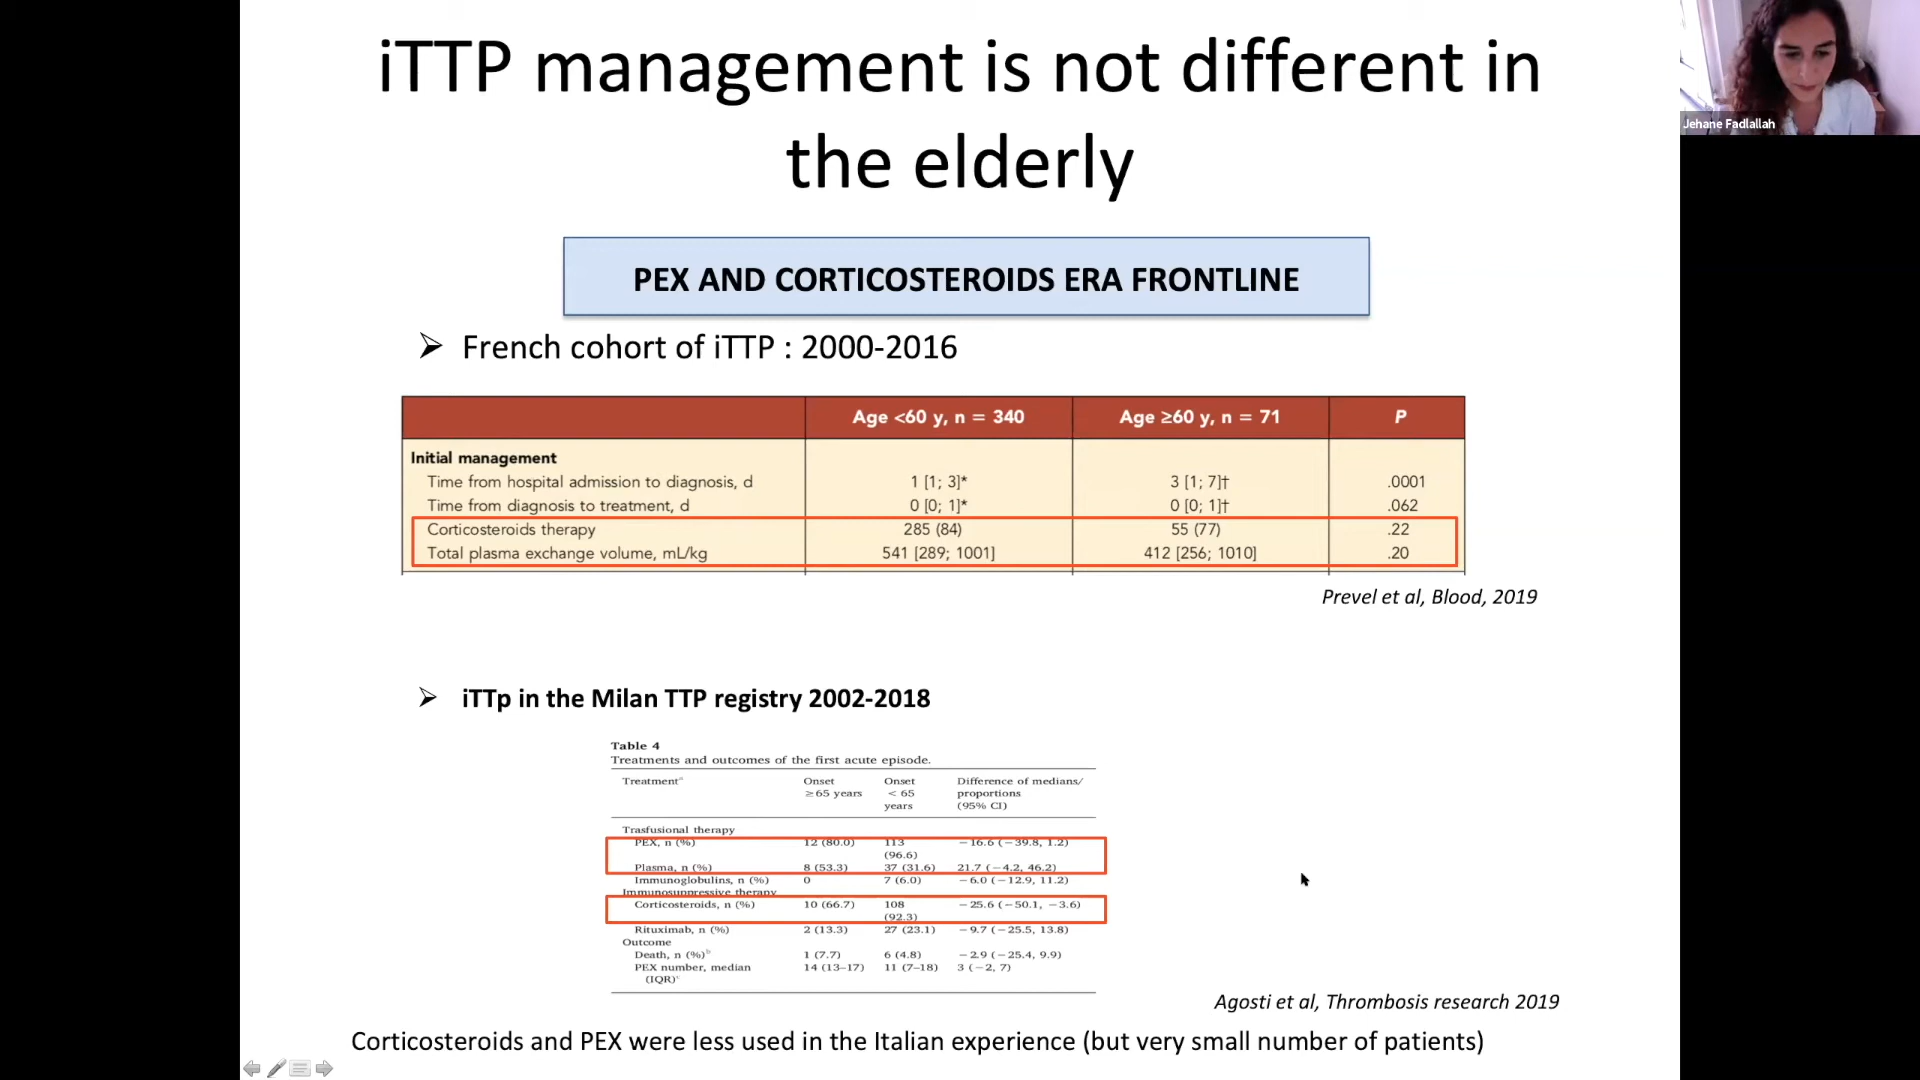 iTTP management is not different in
the elderly
Jehane Fadlallah
PEX AND CORTICOSTEROIDS ERA FRONTLINE
➢ French cohort of iTTP : 2000-2016
Age <60 y, n = 340 Age ≥60 y, n = 71 P
Initial management
Time from hospital admission to diagnosis, d 1 [1; 3]* 3 [1; 7]† .0001
Time from diagnosis to treatment, d 0 [0; 1]* 0 [0; 1]† .062
Corticosteroids therapy 285 (84) 55 (77) .22
Total plasma exchange volume, mL/kg 541 [289; 1001] 412 [256; 1010] .20
Prevel et al, Blood, 2019
➢ iTTp in the Milan TTP registry 2002-2018
Table 4
Treatments and outcomes of the first acute episode.
Treatmentᵃ Onset Onset Difference of medians/
≥65 years < 65 proportions
years (95% CI)
Trasfusional therapy
PEX, n (%) 12 (80.0) 113 −16.6 (−39.8, 1.2)
(96.6)
Plasma, n (%) 8 (53.3) 37 (31.6) 21.7 (−4.2, 46.2)
Immunoglobulins, n (%) 0 7 (6.0) −6.0 (−12.9, 11.2)
Immunosuppressive therapy
Corticosteroids, n (%) 10 (66.7) 108 −25.6 (−50.1, −3.6)
(92.3)
Rituximab, n (%) 2 (13.3) 27 (23.1) −9.7 (−25.5, 13.8)
Outcome
Death, n (%)ᵇ 1 (7.7) 6 (4.8) −2.9 (−25.4, 9.9)
PEX number, median 14 (13–17) 11 (7–18) 3 (−2, 7)
(IQR)ᶜ
Agosti et al, Thrombosis research 2019
Corticosteroids and PEX were less used in the Italian experience (but very small number of patients)